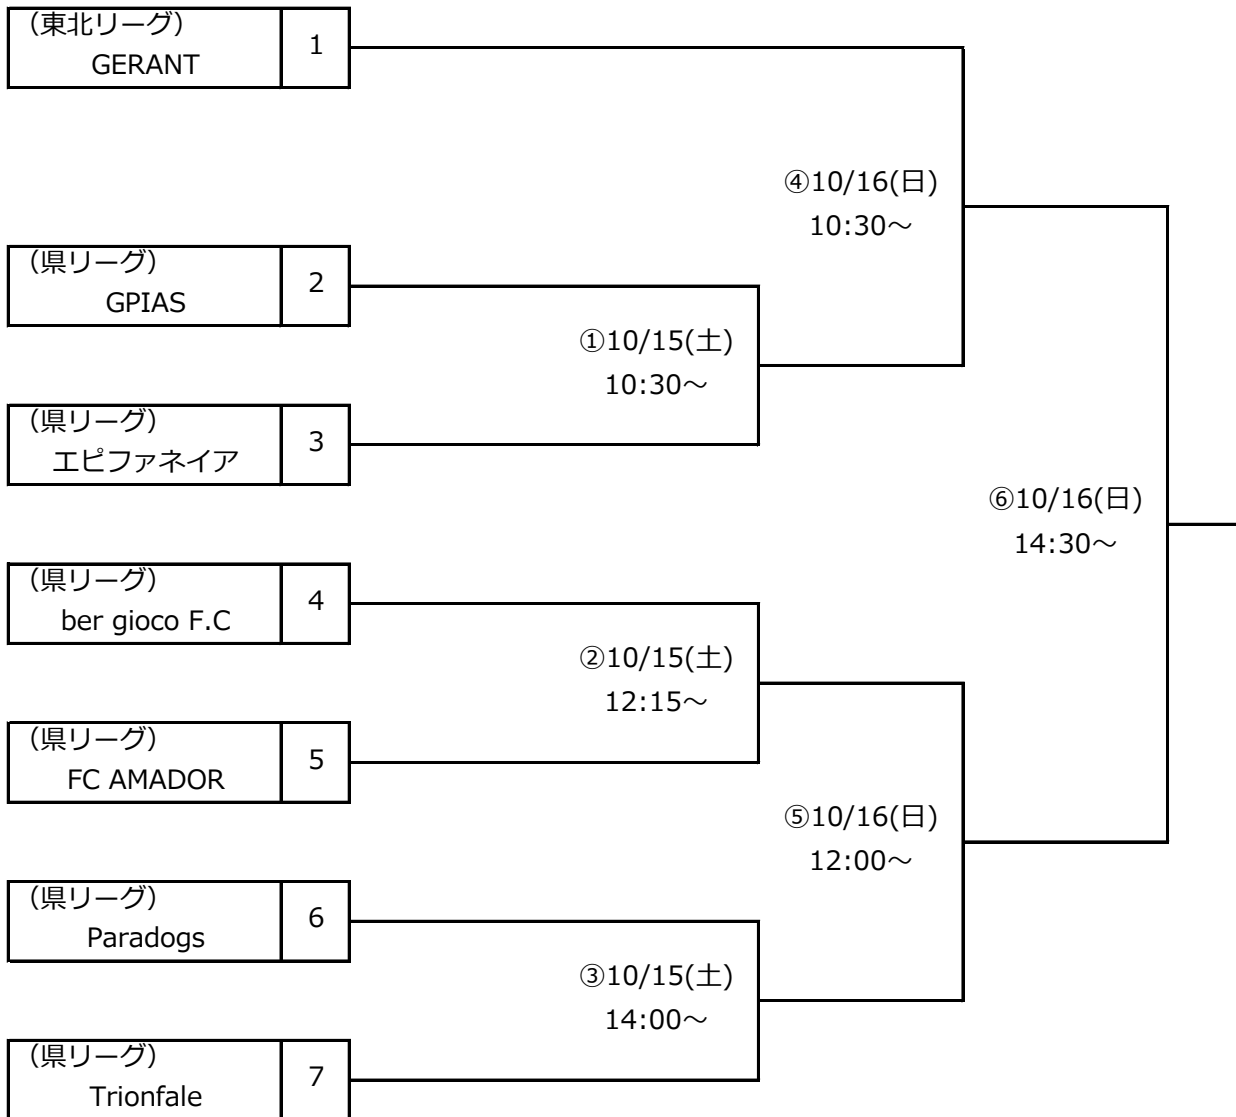 （東北リーグ）
GERANT
1
④10/16(日)
10:30～
（県リーグ）
GPIAS
2
①10/15(土)
10:30～
（県リーグ）
エピファネイア
3
⑥10/16(日)
14:30～
（県リーグ）
ber gioco F.C
4
②10/15(土)
12:15～
（県リーグ）
FC AMADOR
5
⑤10/16(日)
12:00～
（県リーグ）
Paradogs
6
③10/15(土)
14:00～
（県リーグ）
Trionfale
7